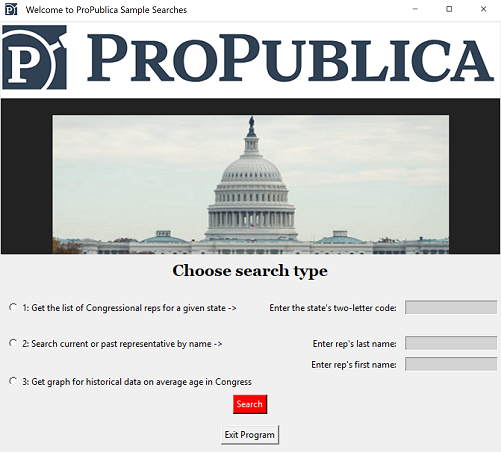 Welcome to ProPublica Sample Searches
P PROPUBLICA
Choose search type
1: Get the list of Congressional reps for a given state -> Enter the state's two-letter code:
2: Search current or past representative by name -> Enter rep's last name:
Enter rep's first name:
3: Get graph for historical data on average age in Congress
Search
Exit Program